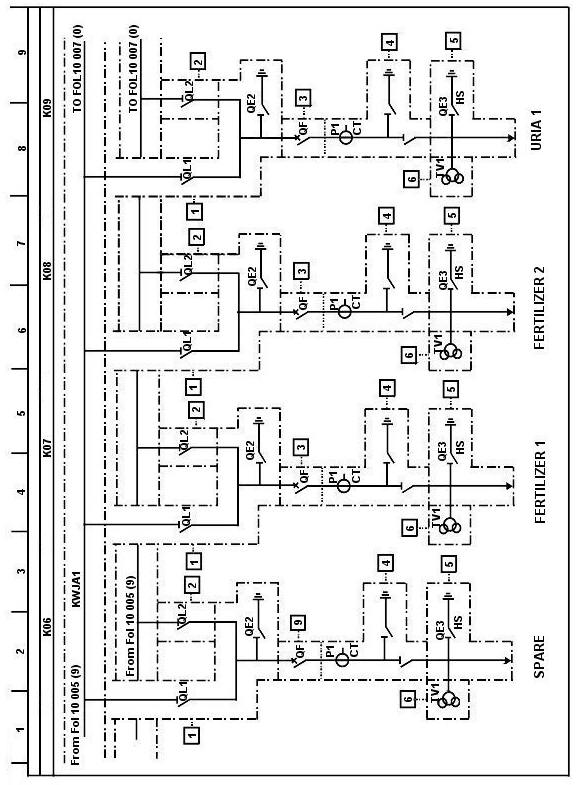 1 2 3 4 5 6 7 8 9
K06 K07 K08 K09
From Fol 10 005 (9) KWJA1 TO FOL10 007 (0)
From Fol 10 005 (9) TO FOL10 007 (0)
QL1 QL2 QL1 QL2 QL1 QL2 QL1 QL2
1 2 1 2 1 2 1 2
QE2 QE2 QE2 QE2
QF 9 QF 3 QF 3 QF 3
P1 P1 P1 P1
CT CT CT CT
4 4 4 4
6 6 6 6
TV1 QE3 5 TV1 QE3 5 TV1 QE3 5 TV1 QE3 5
HS HS HS HS
SPARE FERTILIZER 1 FERTILIZER 2 URIA 1